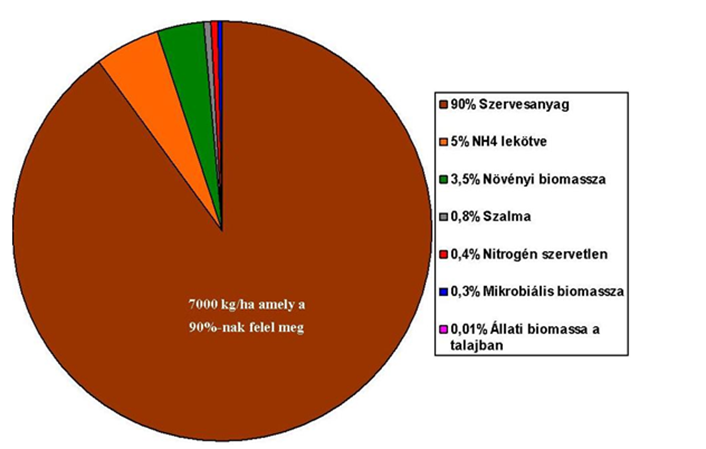 7000 kg/ha amely a
90%-nak felel meg
90% Szervesanyag
5% NH4 lekötve
3,5% Növényi biomassza
0,8% Szalma
0,4% Nitrogén szervetlen
0,3% Mikrobiális biomassza
0,01% Állati biomassa a
talajban